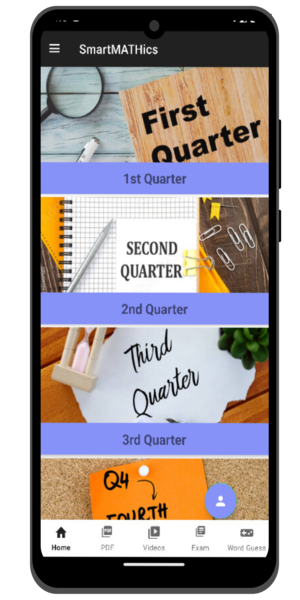 SmartMATHics
First
Quarter
1st Quarter
SECOND
QUARTER
2nd Quarter
Third
Quarter
3rd Quarter
Q4
FOURTH
Home
PDF
Videos
Exam
Word Guess